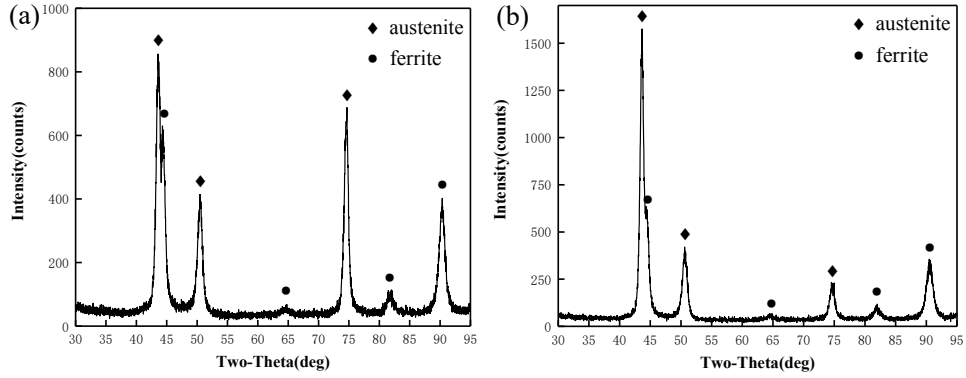 (a)
1000
800
600
400
200
0
Intensity(counts)
austenite
ferrite
30 35 40 45 50 55 60 65 70 75 80 85 90 95
Two-Theta(deg)
(b)
1500
1250
1000
750
500
250
0
Intensity(counts)
austenite
ferrite
30 35 40 45 50 55 60 65 70 75 80 85 90 95
Two-Theta(deg)